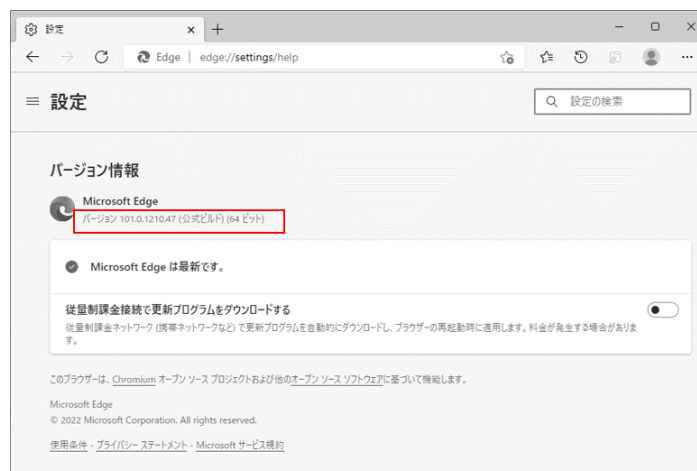 設定
Edge | edge://settings/help
設定
設定の検索
バージョン情報
Microsoft Edge
バージョン 101.0.1210.47 (公式ビルド) (64 ビット)
Microsoft Edge は最新です。
従量制課金接続で更新プログラムをダウンロードする
従量制課金ネットワーク (携帯ネットワークなど) で更新プログラムを自動的にダウンロードし、ブラウザーの再起動時に適用します。料金が発生する場合がありま
す。
このブラウザーは、Chromium オープン ソース プロジェクトおよび他のオープン ソース ソフトウェアに基づいて機能します。
Microsoft Edge
© 2022 Microsoft Corporation. All rights reserved.
使用条件 - プライバシー ステートメント - Microsoft サービス規約